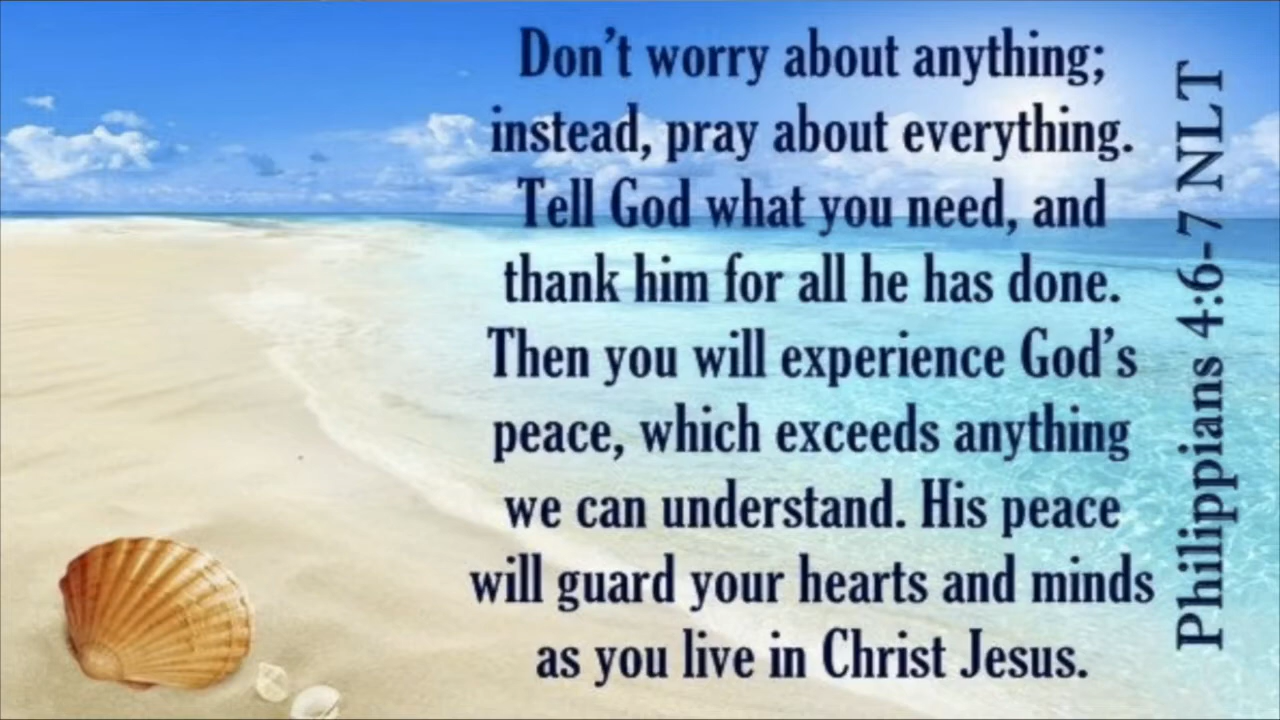 Don't worry about anything;
instead, pray about everything.
Tell God what you need, and
thank him for all he has done.
Then you will experience God's
peace, which exceeds anything
we can understand. His peace
will guard your hearts and minds
as you live in Christ Jesus.
Philippians 4:6-7 NLT